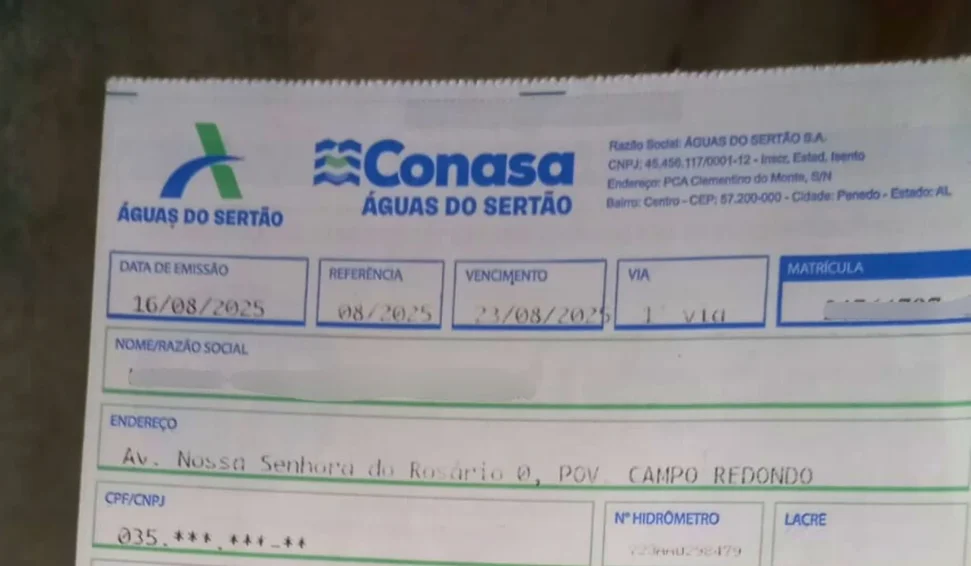 Conasa
ÁGUAS DO SERTÃO
ÁGUAS DO SERTÃO
Razão Social: ÁGUAS DO SERTÃO S.A.
CNPJ: 45.456.117/0001-12 - Inscr. Estad. Isento
Endereço: PCA Clementino do Monte, S/N
Bairro: Centro - CEP: 57.200-000 - Cidade: Penedo - Estado: AL
DATA DE EMISSÃO
16/08/2025
REFERÊNCIA
08/2025
VENCIMENTO
23/08/2025
VIA
1 via
MATRÍCULA
NOME/RAZÃO SOCIAL
ENDEREÇO
Av. Nossa Senhora do Rosário 0, POV. CAMPO REDONDO
CPF/CNPJ
035.***.***-**
Nº HIDRÔMETRO
LACRE